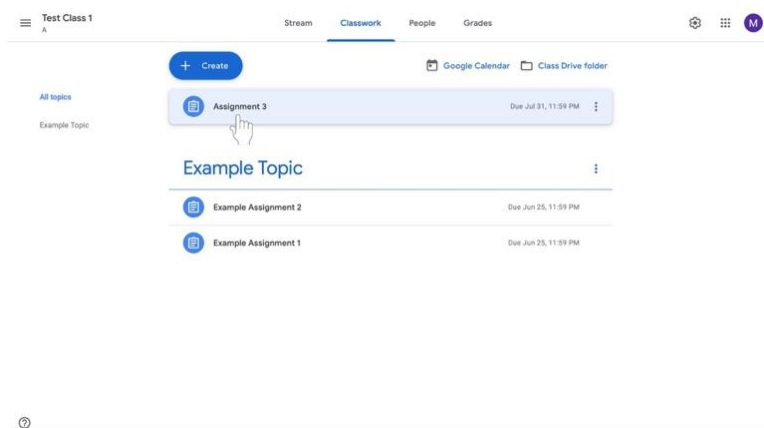 Test Class 1
A
Stream Classwork People Grades
M
+ Create
Google Calendar Class Drive folder
All topics
Example Topic
Assignment 3 Due Jul 31, 11:59 PM
Example Topic
Example Assignment 2 Due Jun 25, 11:59 PM
Example Assignment 1 Due Jun 25, 11:59 PM